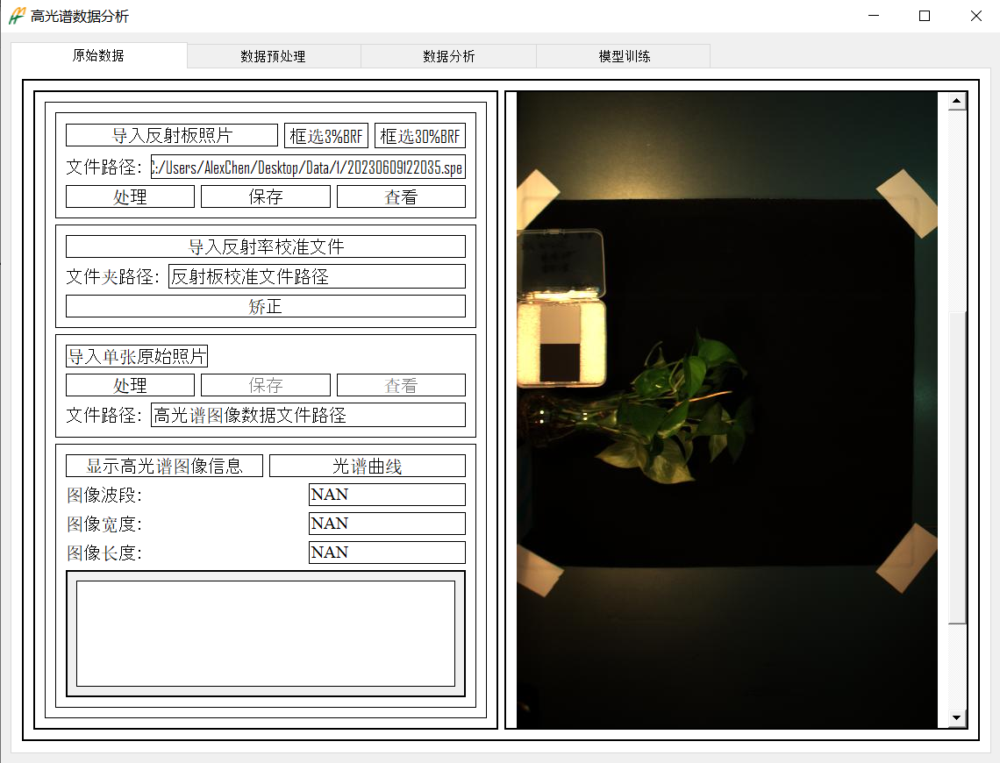 高光谱数据分析
原始数据 数据预处理 数据分析 模型训练
导入反射板照片 框选3%BRF 框选30%BRF
文件路径: C:/Users/AlexChen/Desktop/Data/1/20230609122035.spe
处理 保存 查看
导入反射率校准文件
文件夹路径: 反射板校准文件路径
矫正
导入单张原始照片
处理 保存 查看
文件路径: 高光谱图像数据文件路径
显示高光谱图像信息 光谱曲线
图像波段: NAN
图像宽度: NAN
图像长度: NAN